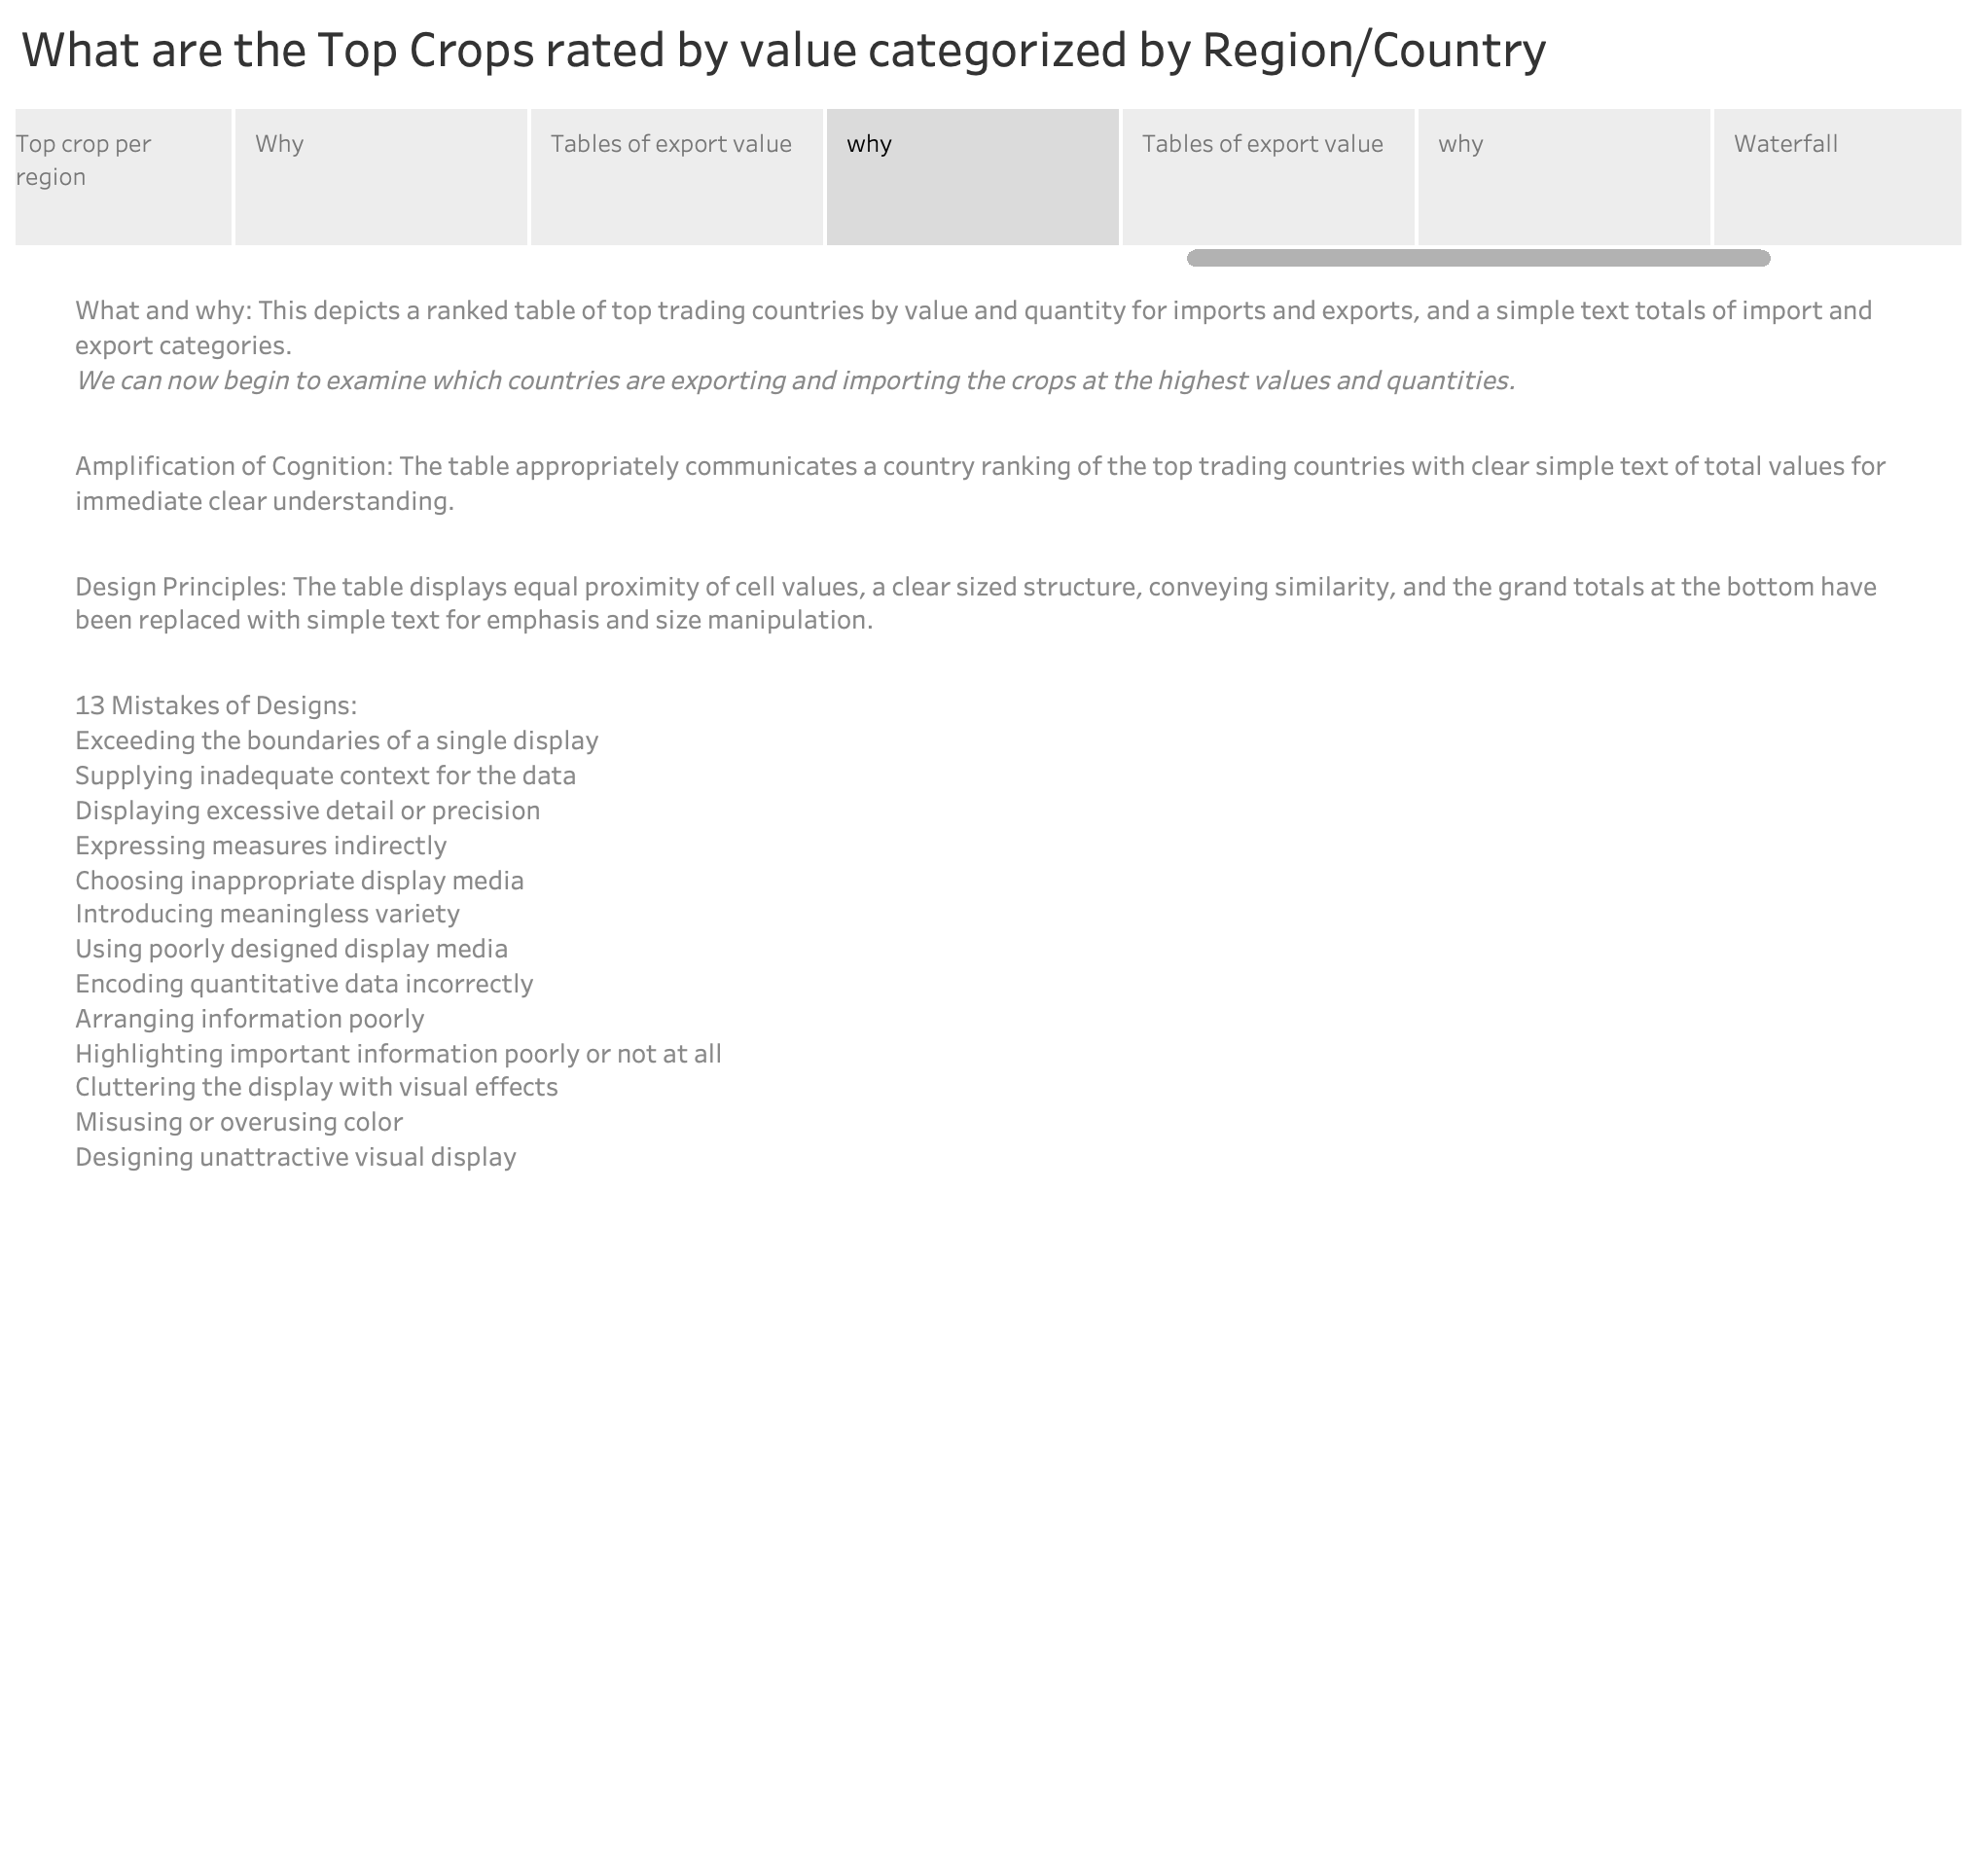 What are the Top Crops rated by value categorized by Region/Country
Top crop per
region
Why
Tables of export value
why
Tables of export value
why
Waterfall
What and why: This depicts a ranked table of top trading countries by value and quantity for imports and exports, and a simple text totals of import and
export categories.
We can now begin to examine which countries are exporting and importing the crops at the highest values and quantities.
Amplification of Cognition: The table appropriately communicates a country ranking of the top trading countries with clear simple text of total values for
immediate clear understanding.
Design Principles: The table displays equal proximity of cell values, a clear sized structure, conveying similarity, and the grand totals at the bottom have
been replaced with simple text for emphasis and size manipulation.
13 Mistakes of Designs:
Exceeding the boundaries of a single display
Supplying inadequate context for the data
Displaying excessive detail or precision
Expressing measures indirectly
Choosing inappropriate display media
Introducing meaningless variety
Using poorly designed display media
Encoding quantitative data incorrectly
Arranging information poorly
Highlighting important information poorly or not at all
Cluttering the display with visual effects
Misusing or overusing color
Designing unattractive visual display